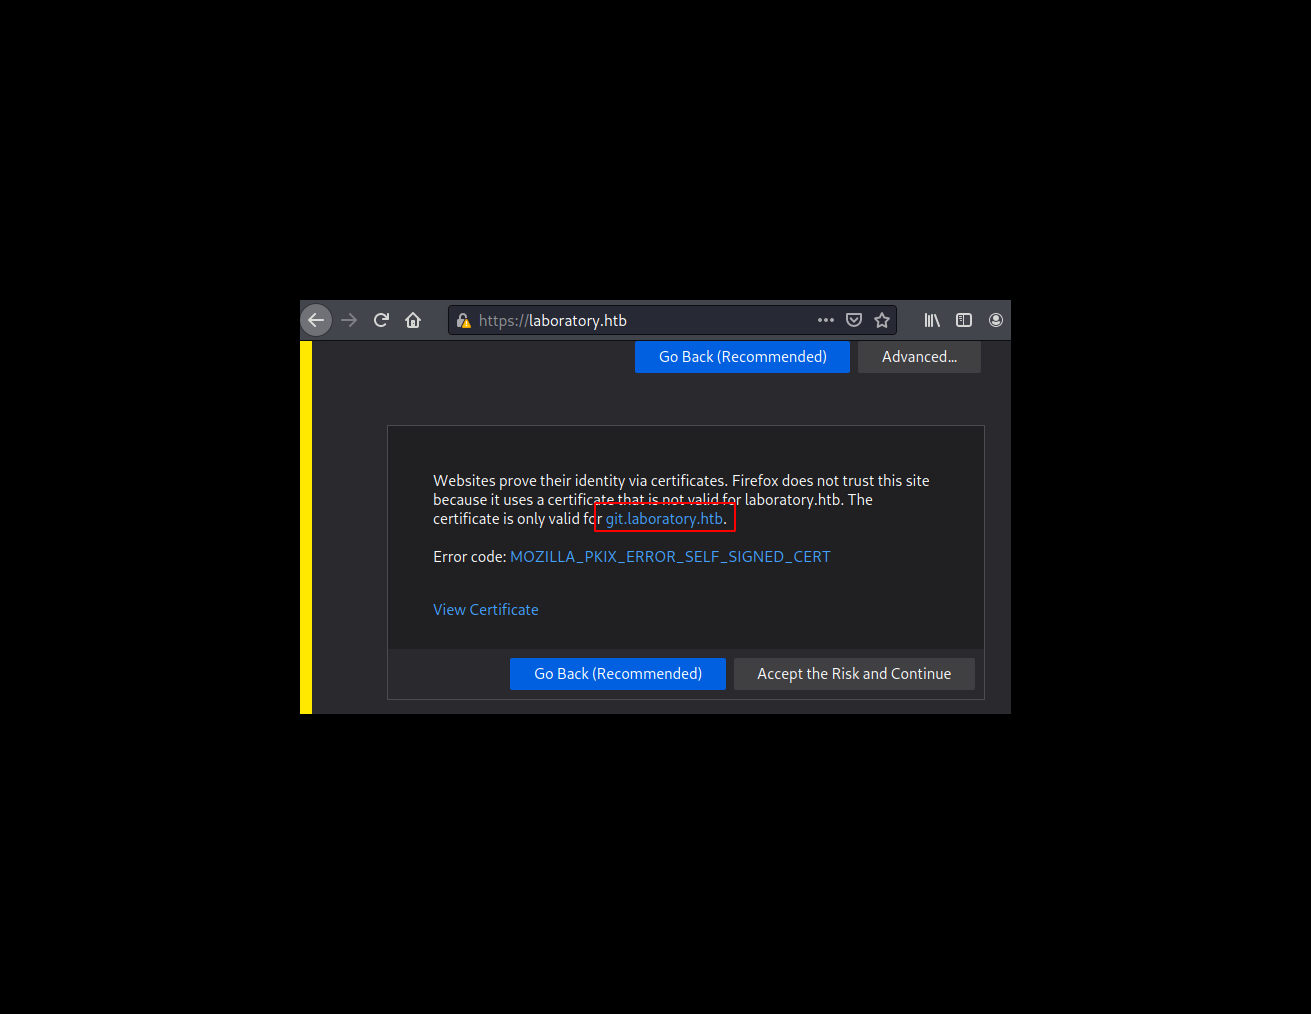 https://laboratory.htb
Go Back (Recommended) Advanced...
Websites prove their identity via certificates. Firefox does not trust this site
because it uses a certificate that is not valid for laboratory.htb. The
certificate is only valid for git.laboratory.htb.
Error code: MOZILLA_PKIX_ERROR_SELF_SIGNED_CERT
View Certificate
Go Back (Recommended) Accept the Risk and Continue